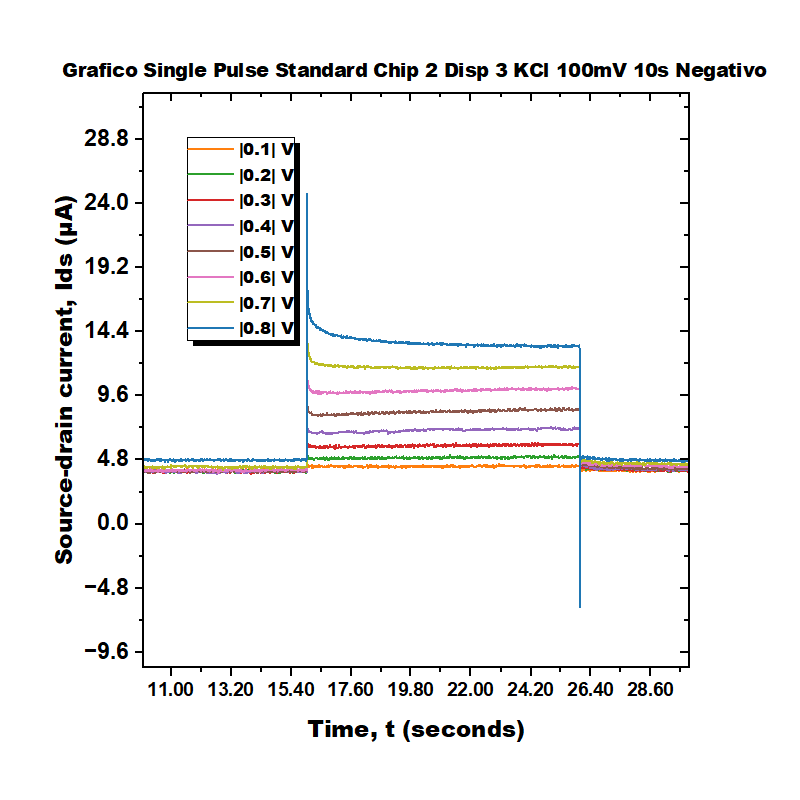 Grafico Single Pulse Standard Chip 2 Disp 3 KCl 100mV 10s Negativo
Source-drain current, Ids (µA)
28.8
24.0
19.2
14.4
9.6
4.8
0.0
−4.8
−9.6
|0.1| V
|0.2| V
|0.3| V
|0.4| V
|0.5| V
|0.6| V
|0.7| V
|0.8| V
11.00 13.20 15.40 17.60 19.80 22.00 24.20 26.40 28.60
Time, t (seconds)